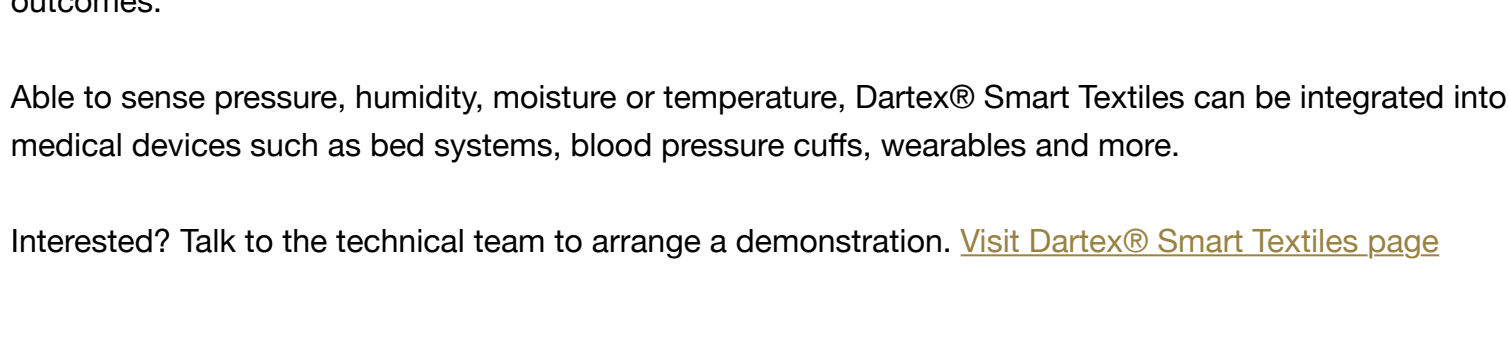 outcomes.
Able to sense pressure, humidity, moisture or temperature, Dartex® Smart Textiles can be integrated into
medical devices such as bed systems, blood pressure cuffs, wearables and more.
Interested? Talk to the technical team to arrange a demonstration. Visit Dartex® Smart Textiles page